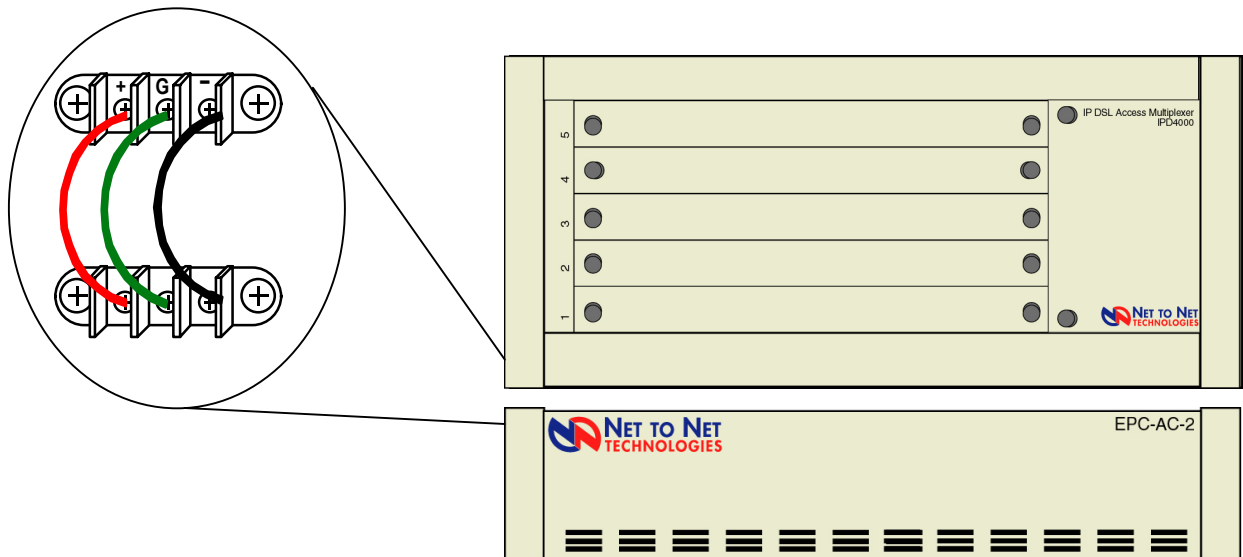 + G -
IP DSL Access Multiplexer
IPD4000
5
4
3
2
1
NET TO NET
TECHNOLOGIES
NET TO NET
TECHNOLOGIES
EPC-AC-2